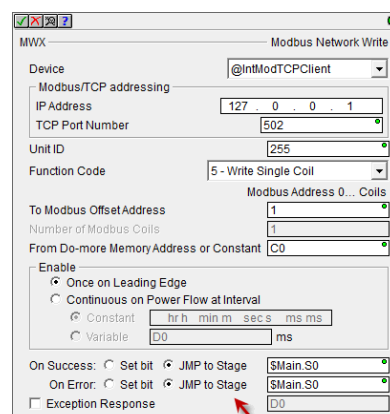 MWX Modbus Network Write
Device @IntModTCPClient
Modbus/TCP addressing
IP Address 127 . 0 . 0 . 1
TCP Port Number 502
Unit ID 255
Function Code 5 - Write Single Coil
Modbus Address 0... Coils
To Modbus Offset Address 1
Number of Modbus Coils 1
From Do-more Memory Address or Constant C0
Enable
Once on Leading Edge
Continuous on Power Flow at Interval
Constant hr h min m sec s ms ms
Variable D0 ms
On Success: Set bit JMP to Stage $Main.S0
On Error: Set bit JMP to Stage $Main.S0
Exception Response D0